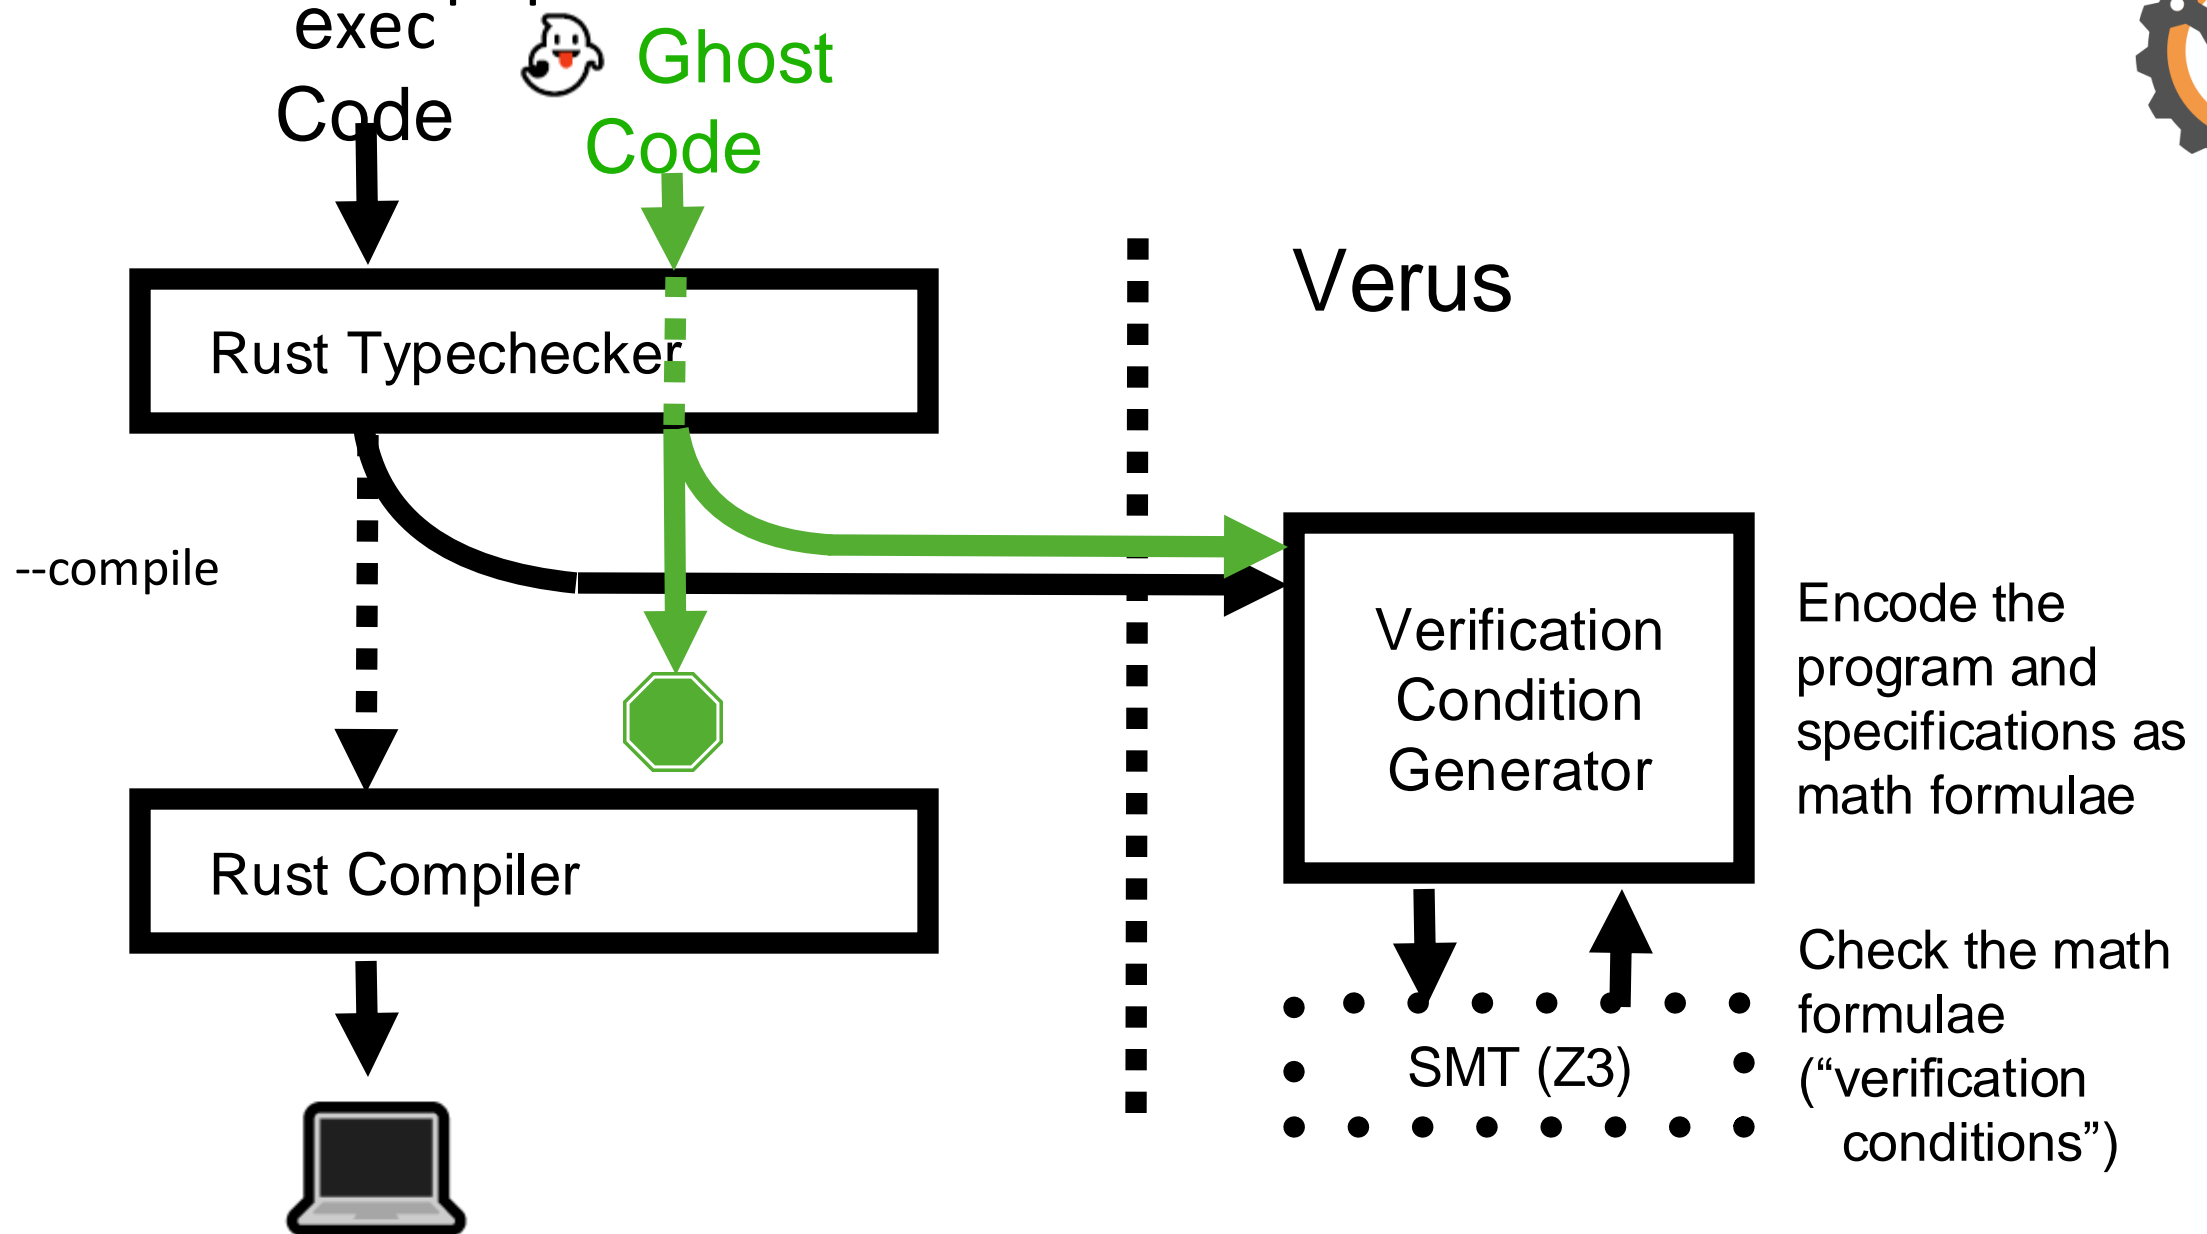 exec
Code
Ghost
Code
Verus
Rust Typechecker
--compile
Verification
Condition
Generator
Encode the
program and
specifications as
math formulae
Rust Compiler
SMT (Z3)
Check the math
formulae
(“verification
conditions”)